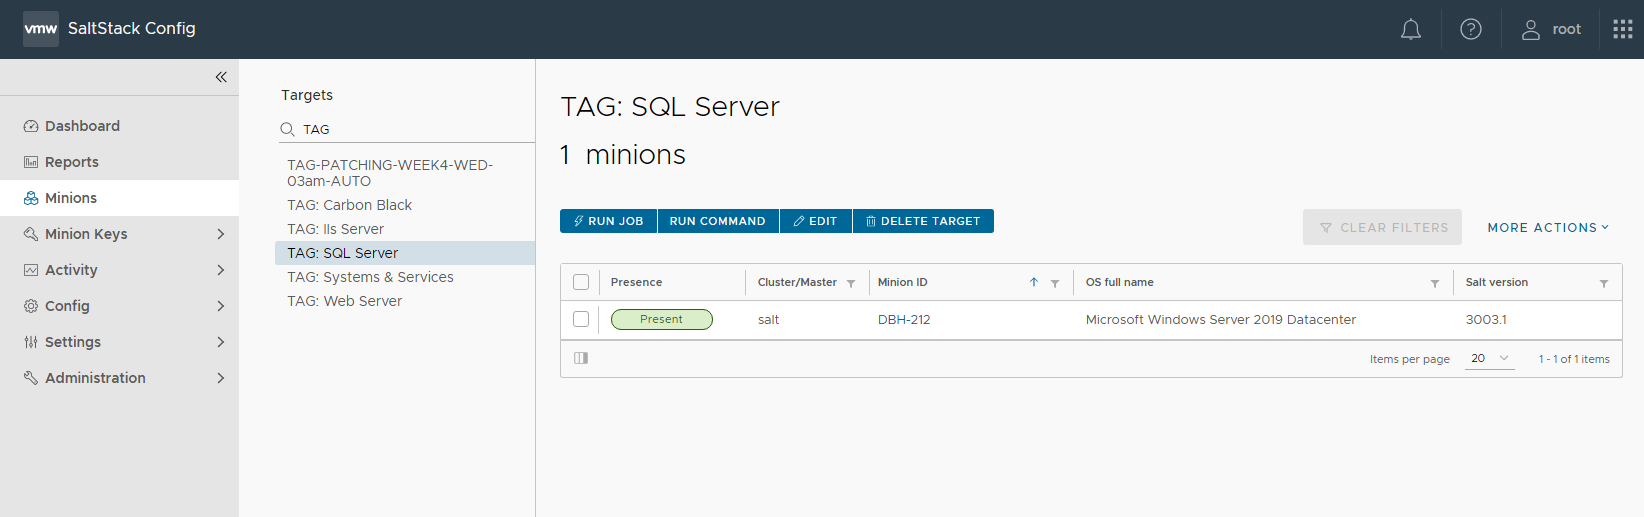 vmw SaltStack Config
root
Dashboard
Reports
Minions
Minion Keys
Activity
Config
Settings
Administration
Targets
TAG
TAG-PATCHING-WEEK4-WED-
03am-AUTO
TAG: Carbon Black
TAG: IIs Server
TAG: SQL Server
TAG: Systems & Services
TAG: Web Server
TAG: SQL Server
1 minions
RUN JOB RUN COMMAND EDIT DELETE TARGET CLEAR FILTERS MORE ACTIONS
Presence Cluster/Master Minion ID OS full name Salt version
Present salt DBH-212 Microsoft Windows Server 2019 Datacenter 3003.1
Items per page 20 1 - 1 of 1 items